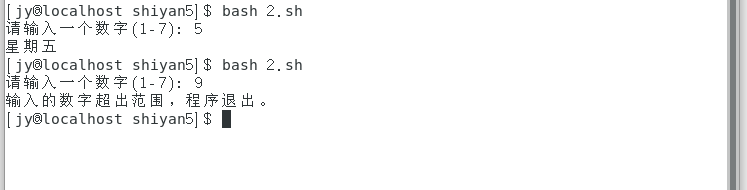 [jy@localhost shiyan5]$ bash 2.sh
请输入一个数字(1-7): 5
星期五
[jy@localhost shiyan5]$ bash 2.sh
请输入一个数字(1-7): 9
输入的数字超出范围，程序退出。
[jy@localhost shiyan5]$